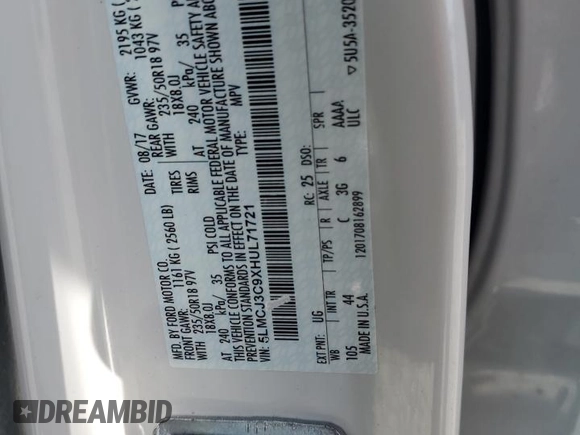 MFD. BY FORD MOTOR CO.
DATE: 08/17 GVWR: 2195 KG (
FRONT GAWR: 1161 KG ( 2560 LB) REAR GAWR: 1043 KG (
WITH 235/50R18 97V TIRES WITH 235/50R18 97V
18X8.0J RIMS 18X8.0J
AT 240 kPa/ 35 PSI COLD AT 240 kPa/ 35
THIS VEHICLE CONFORMS TO ALL APPLICABLE FEDERAL MOTOR VEHICLE SAFETY
PREVENTION STANDARDS IN EFFECT ON THE DATE OF MANUFACTURE SHOWN
VIN: 5LMCJ3C9XHUL71721 TYPE: MPV
EXT PNT: UG RC: 25 DSO:
WB INT TR TP/PS R AXLE TR SPR
105 44 C 3G 6 AAAA
MADE IN U.S.A. 1201708162899 ULC
▽5U5A-3520
DREAMBID